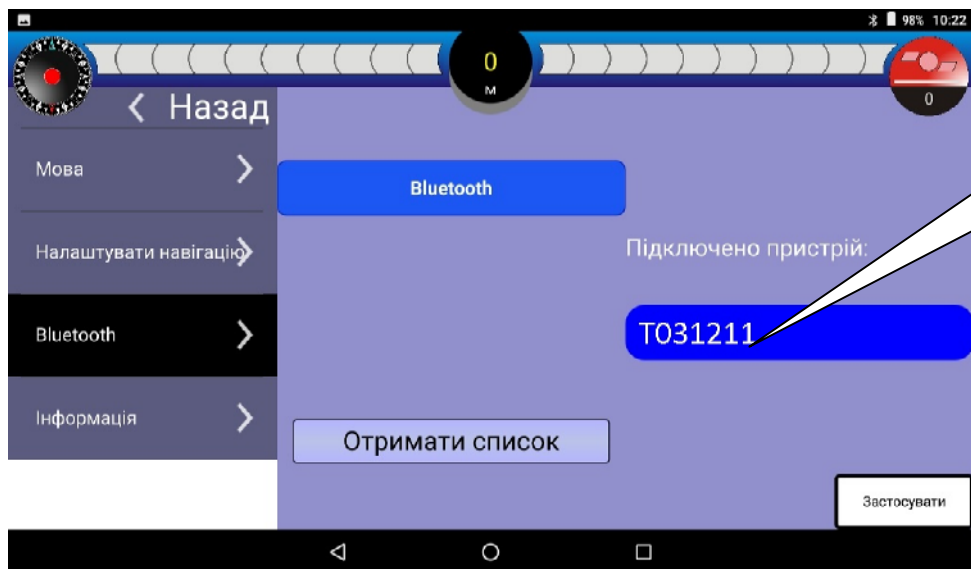 98% 10:22
0
м
0
Назад
Мова
Bluetooth
Налаштувати навігацію
Підключено пристрій:
Bluetooth
T031211
Інформація
Отримати список
Застосувати